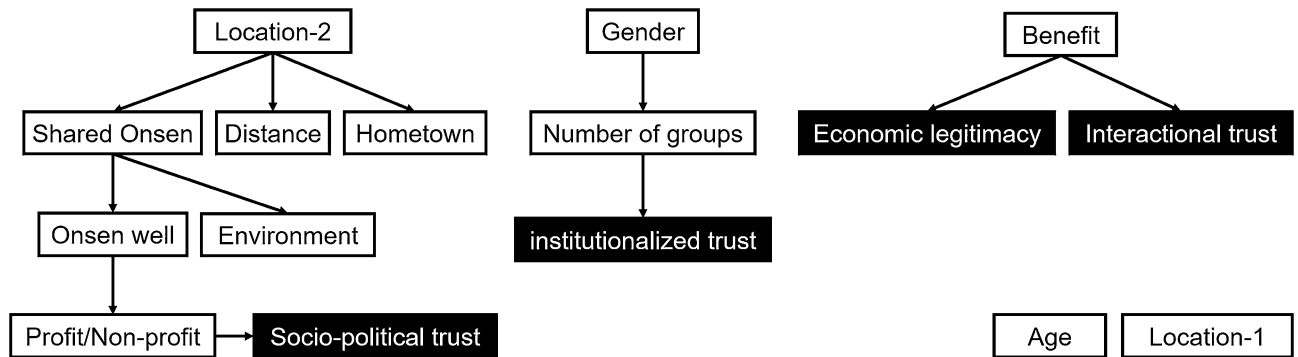 Location-2
Gender
Benefit
Shared Onsen
Distance
Hometown
Number of groups
Economic legitimacy
Interactional trust
Onsen well
Environment
institutionalized trust
Profit/Non-profit
Socio-political trust
Age
Location-1